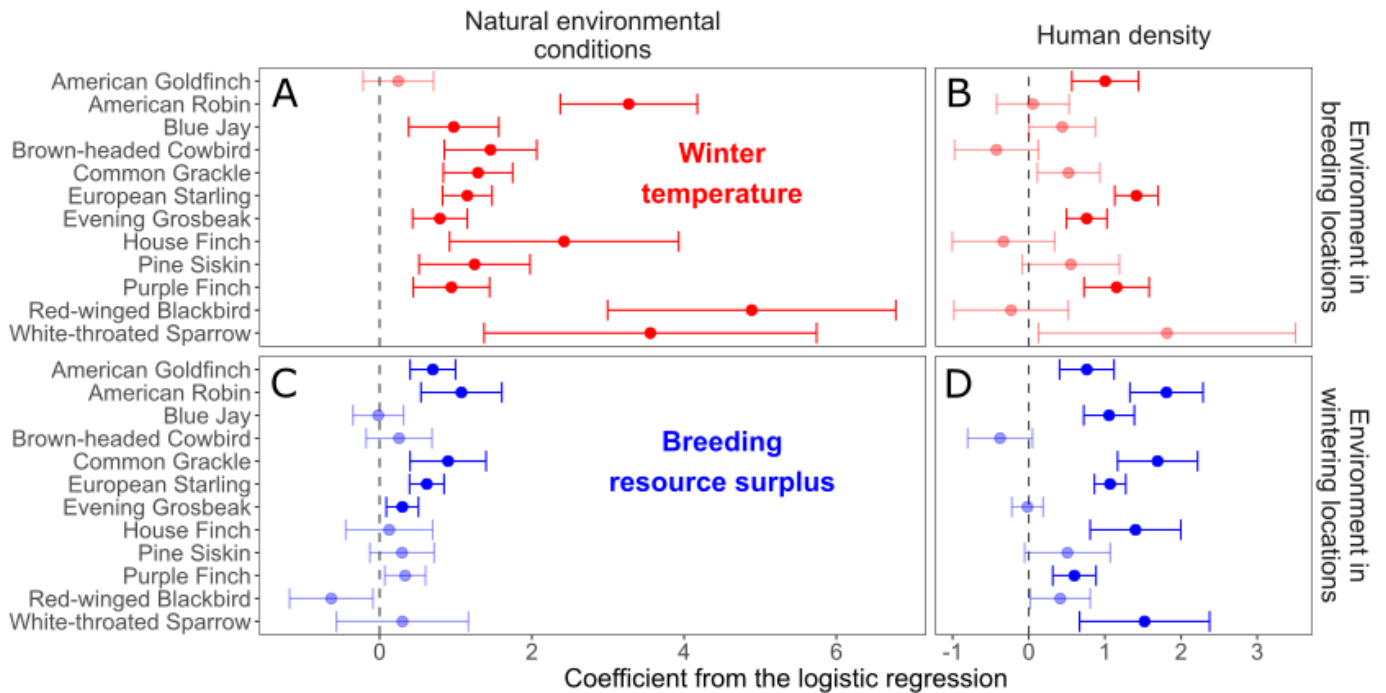 Natural environmental
conditions
Human density
American Goldfinch
American Robin
Blue Jay
Brown-headed Cowbird
Common Grackle
European Starling
Evening Grosbeak
House Finch
Pine Siskin
Purple Finch
Red-winged Blackbird
White-throated Sparrow
A
Winter
temperature
B
Environment in
breeding locations
American Goldfinch
American Robin
Blue Jay
Brown-headed Cowbird
Common Grackle
European Starling
Evening Grosbeak
House Finch
Pine Siskin
Purple Finch
Red-winged Blackbird
White-throated Sparrow
C
Breeding
resource surplus
D
Environment in
wintering locations
0 2 4 6
-1 0 1 2 3
Coefficient from the logistic regression